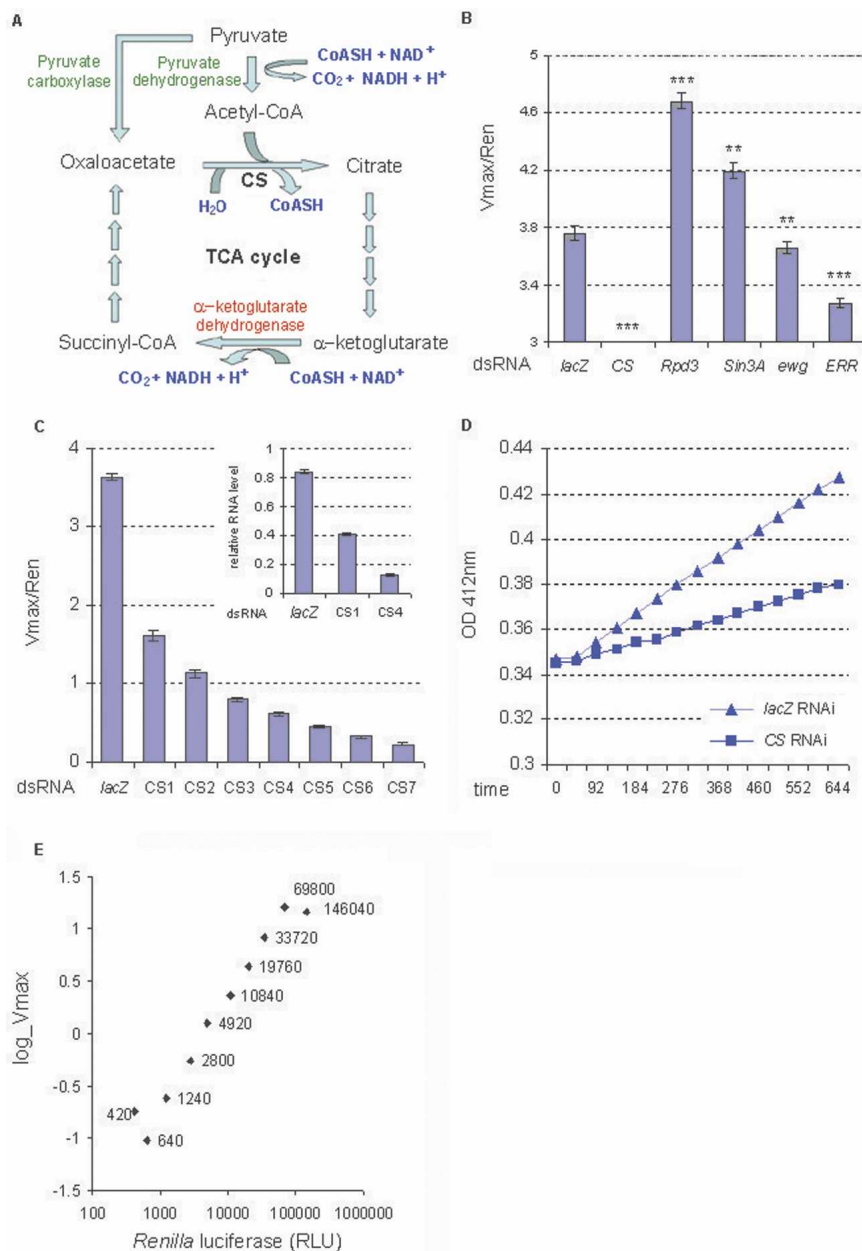 A
Pyruvate
Pyruvate carboxylase
Pyruvate dehydrogenase
CoASH + NAD+
CO2 + NADH + H+
Acetyl-CoA
Oxaloacetate
Citrate
CS
H2O
CoASH
TCA cycle
α-ketoglutarate dehydrogenase
Succinyl-CoA
α-ketoglutarate
CO2 + NADH + H+
CoASH + NAD+
B
Vmax/Ren
5
4.6
4.2
3.8
3.4
3
***
***
**
**
***
dsRNA
lacZ
CS
Rpd3
Sin3A
ewg
ERR
C
Vmax/Ren
4
3
2
1
0
dsRNA
lacZ
CS1
CS2
CS3
CS4
CS5
CS6
CS7
relative RNA level
1
0.8
0.6
0.4
0.2
0
dsRNA
lacZ
CS1
CS4
D
OD 412nm
0.44
0.42
0.4
0.38
0.36
0.34
0.32
0.3
lacZ RNAi
CS RNAi
time
0
92
184
276
368
460
552
644
E
log_Vmax
1.5
1
0.5
0
-0.5
-1
-1.5
69800
146040
33720
19760
10840
4920
2800
1240
420
640
100
1000
10000
100000
1000000
Renilla luciferase (RLU)